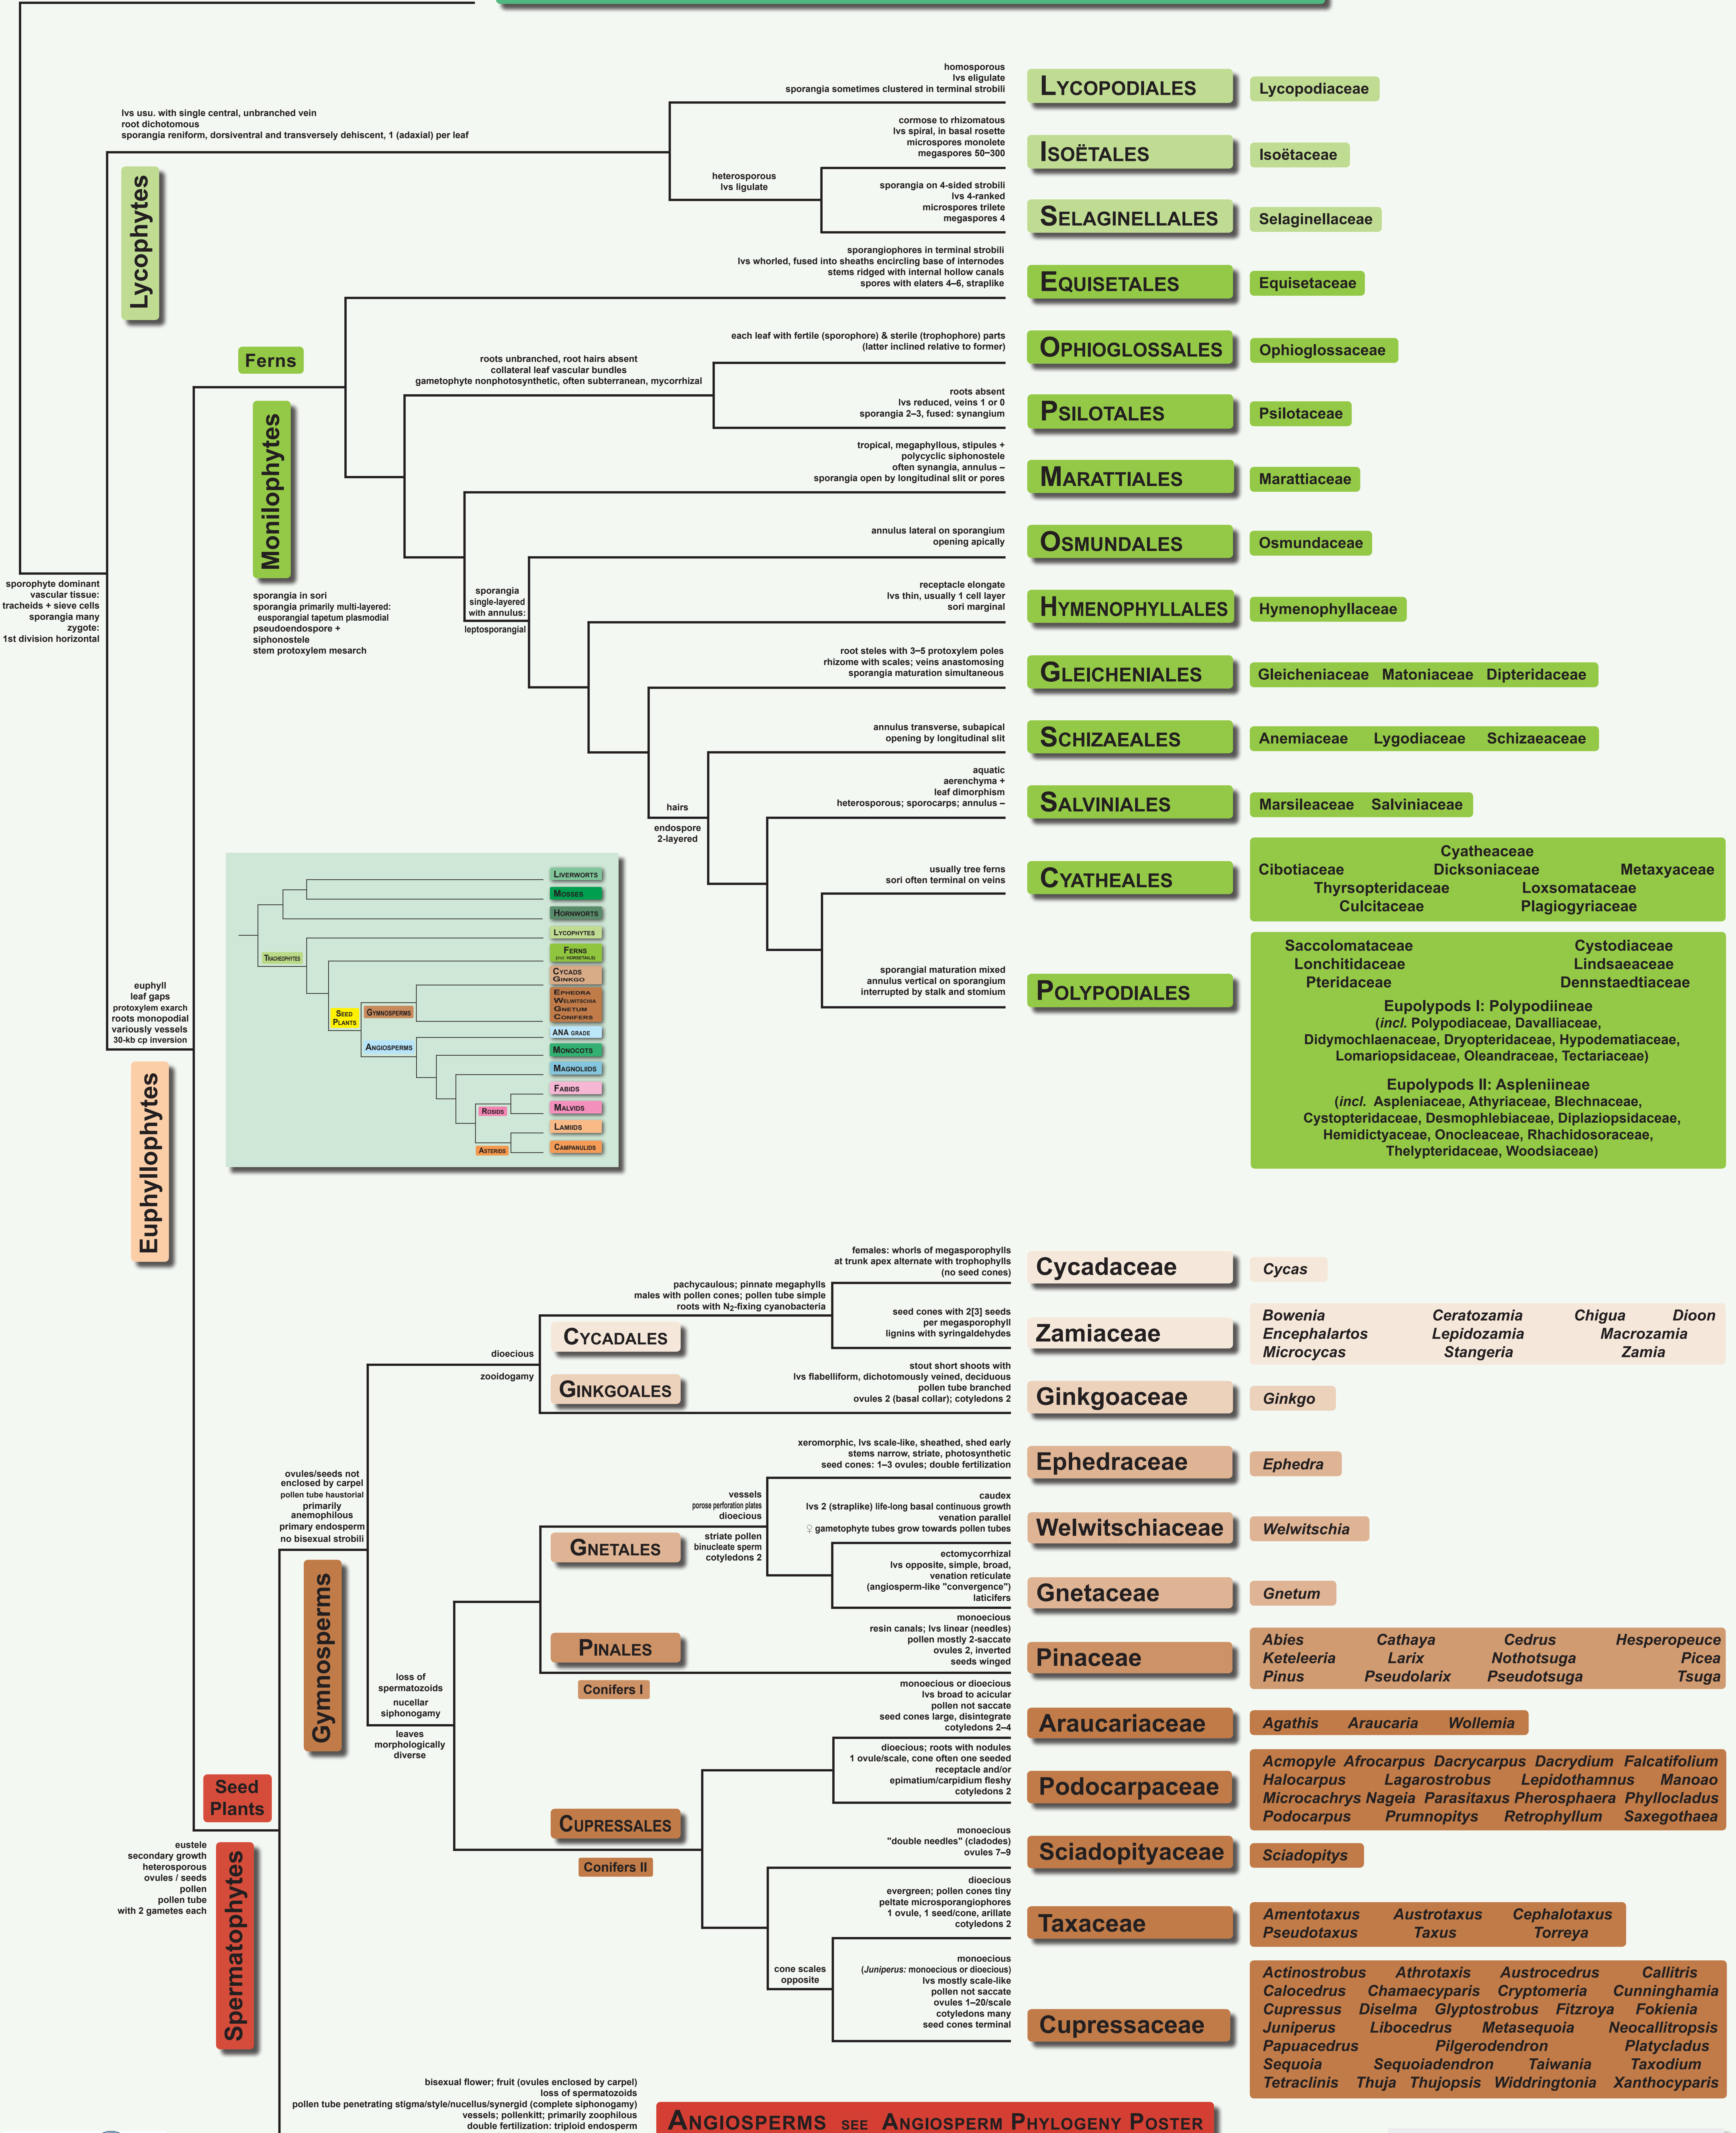 homosporous
lvs eligulate
sporangia sometimes clustered in terminal strobili
LYCOPODIALES
Lycopodiaceae
lvs usu. with single central, unbranched vein
root dichotomous
sporangia reniform, dorsiventral and transversely dehiscent, 1 (adaxial) per leaf
Lycophytes
heterosporous
lvs ligulate
cormose to rhizomatous
lvs spiral, in basal rosette
microspores monolete
megaspores 50–300
ISOËTALES
Isoëtaceae
sporangia on 4-sided strobili
lvs 4-ranked
microspores trilete
megaspores 4
SELAGINELLALES
Selaginellaceae
sporangiophores in terminal strobili
lvs whorled, fused into sheaths encircling base of internodes
stems ridged with internal hollow canals
spores with elaters 4–6, straplike
EQUISETALES
Equisetaceae
Ferns
Monilophytes
sporangia in sori
sporangia primarily multi-layered:
eusporangial tapetum plasmodial
pseudoendospore +
siphonostele
stem protoxylem mesarch
roots unbranched, root hairs absent
collateral leaf vascular bundles
gametophyte nonphotosynthetic, often subterranean, mycorrhizal
each leaf with fertile (sporophore) & sterile (trophophore) parts
(latter inclined relative to former)
OPHIOGLOSSALES
Ophioglossaceae
roots absent
lvs reduced, veins 1 or 0
sporangia 2–3, fused: synangium
PSILOTALES
Psilotaceae
tropical, megaphyllous, stipules +
polycyclic siphonostele
often synangia, annulus –
sporangia open by longitudinal slit or pores
MARATTIALES
Marattiaceae
sporangia
single-layered
with annulus:
leptosporangial
annulus lateral on sporangium
opening apically
OSMUNDALES
Osmundaceae
receptacle elongate
lvs thin, usually 1 cell layer
sori marginal
HYMENOPHYLLALES
Hymenophyllaceae
root steles with 3–5 protoxylem poles
rhizome with scales; veins anastomosing
sporangia maturation simultaneous
GLEICHENIALES
Gleicheniaceae Matoniaceae Dipteridaceae
annulus transverse, subapical
opening by longitudinal slit
SCHIZAEALES
Anemiaceae Lygodiaceae Schizaeaceae
hairs
endospore
2-layered
aquatic
aerenchyma +
leaf dimorphism
heterosporous; sporocarps; annulus –
SALVINIALES
Marsileaceae Salviniaceae
usually tree ferns
sori often terminal on veins
CYATHEALES
Cyatheaceae
Cibotiaceae Dicksoniaceae Metaxyaceae
Thyrsopteridaceae Loxsomataceae
Culcitaceae Plagiogyriaceae
sporangial maturation mixed
annulus vertical on sporangium
interrupted by stalk and stomium
POLYPODIALES
Saccolomataceae Cystodiaceae
Lonchitidaceae Lindsaeaceae
Pteridaceae Dennstaedtiaceae
Eupolypods I: Polypodiineae
(incl. Polypodiaceae, Davalliaceae,
Didymochlaenaceae, Dryopteridaceae, Hypodematiaceae,
Lomariopsidaceae, Oleandraceae, Tectariaceae)
Eupolypods II: Aspleniineae
(incl. Aspleniaceae, Athyriaceae, Blechnaceae,
Cystopteridaceae, Desmophlebiaceae, Diplaziopsidaceae,
Hemidictyaceae, Onocleaceae, Rhachidosoraceae,
Thelypteridaceae, Woodsiaceae)
sporophyte dominant
vascular tissue:
tracheids + sieve cells
sporangia many
zygote:
1st division horizontal
euphyll
leaf gaps
protoxylem exarch
roots monopodial
variously vessels
30-kb cp inversion
Euphyllophytes
LIVERWORTS
MOSSES
HORNWORTS
LYCOPHYTES
TRACHEOPHYTES
FERNS
(INCL. HORSETAILS)
CYCADS
GINKGO
EPHEDRA
WELWITSCHIA
GNETUM
CONIFERS
SEED
PLANTS
GYMNOSPERMS
ANA GRADE
ANGIOSPERMS
MONOCOTS
MAGNOLIIDS
FABIDS
ROSIDS
MALVIDS
LAMIIDS
ASTERIDS
CAMPANULIDS
females: whorls of megasporophylls
at trunk apex alternate with trophophylls
(no seed cones)
Cycadaceae
Cycas
pachycaulous; pinnate megaphylls
males with pollen cones; pollen tube simple
roots with N2-fixing cyanobacteria
CYCADALES
seed cones with 2[3] seeds
per megasporophyll
lignins with syringaldehydes
Zamiaceae
Bowenia Ceratozamia Chigua Dioon
Encephalartos Lepidozamia Macrozamia
Microcycas Stangeria Zamia
dioecious
zooidogamy
GINKGOALES
stout short shoots with
lvs flabelliform, dichotomously veined, deciduous
pollen tube branched
ovules 2 (basal collar); cotyledons 2
Ginkgoaceae
Ginkgo
ovules/seeds not
enclosed by carpel
pollen tube haustorial
primarily
anemophilous
primary endosperm
no bisexual strobili
Gymnosperms
xeromorphic, lvs scale-like, sheathed, shed early
stems narrow, striate, photosynthetic
seed cones: 1–3 ovules; double fertilization
Ephedraceae
Ephedra
vessels
porose perforation plates
dioecious
striate pollen
binucleate sperm
cotyledons 2
GNETALES
caudex
lvs 2 (straplike) life-long basal continuous growth
venation parallel
♀ gametophyte tubes grow towards pollen tubes
Welwitschiaceae
Welwitschia
ectomycorrhizal
lvs opposite, simple, broad,
venation reticulate
(angiosperm-like "convergence")
laticifers
Gnetaceae
Gnetum
PINALES
Conifers I
monoecious
resin canals; lvs linear (needles)
pollen mostly 2-saccate
ovules 2, inverted
seeds winged
Pinaceae
Abies Cathaya Cedrus Hesperopeuce
Keteleeria Larix Nothotsuga Picea
Pinus Pseudolarix Pseudotsuga Tsuga
loss of
spermatozoids
nucellar
siphonogamy
leaves
morphologically
diverse
monoecious or dioecious
lvs broad to acicular
pollen not saccate
seed cones large, disintegrate
cotyledons 2–4
Araucariaceae
Agathis Araucaria Wollemia
dioecious; roots with nodules
1 ovule/scale, cone often one seeded
receptacle and/or
epimatium/carpidium fleshy
cotyledons 2
Podocarpaceae
Acmopyle Afrocarpus Dacrycarpus Dacrydium Falcatifolium
Halocarpus Lagarostrobus Lepidothamnus Manoao
Microcachrys Nageia Parasitaxus Pherosphaera Phyllocladus
Podocarpus Prumnopitys Retrophyllum Saxegothaea
Seed
Plants
CUPRESSALES
Conifers II
monoecious
"double needles" (cladodes)
ovules 7–9
Sciadopityaceae
Sciadopitys
eustele
secondary growth
heterosporous
ovules / seeds
pollen
pollen tube
with 2 gametes each
Spermatophytes
dioecious
evergreen; pollen cones tiny
peltate microsporangiophores
1 ovule, 1 seed/cone, arillate
cotyledons 2
Taxaceae
Amentotaxus Austrotaxus Cephalotaxus
Pseudotaxus Taxus Torreya
cone scales
opposite
monoecious
(Juniperus: monoecious or dioecious)
lvs mostly scale-like
pollen not saccate
ovules 1–20/scale
cotyledons many
seed cones terminal
Cupressaceae
Actinostrobus Athrotaxis Austrocedrus Callitris
Calocedrus Chamaecyparis Cryptomeria Cunninghamia
Cupressus Diselma Glyptostrobus Fitzroya Fokienia
Juniperus Libocedrus Metasequoia Neocallitropsis
Papuacedrus Pilgerodendron Platycladus
Sequoia Sequoiadendron Taiwania Taxodium
Tetraclinis Thuja Thujopsis Widdringtonia Xanthocyparis
bisexual flower; fruit (ovules enclosed by carpel)
loss of spermatozoids
pollen tube penetrating stigma/style/nucellus/synergid (complete siphonogamy)
vessels; pollenkitt; primarily zoophilous
double fertilization: triploid endosperm
ANGIOSPERMS SEE ANGIOSPERM PHYLOGENY POSTER